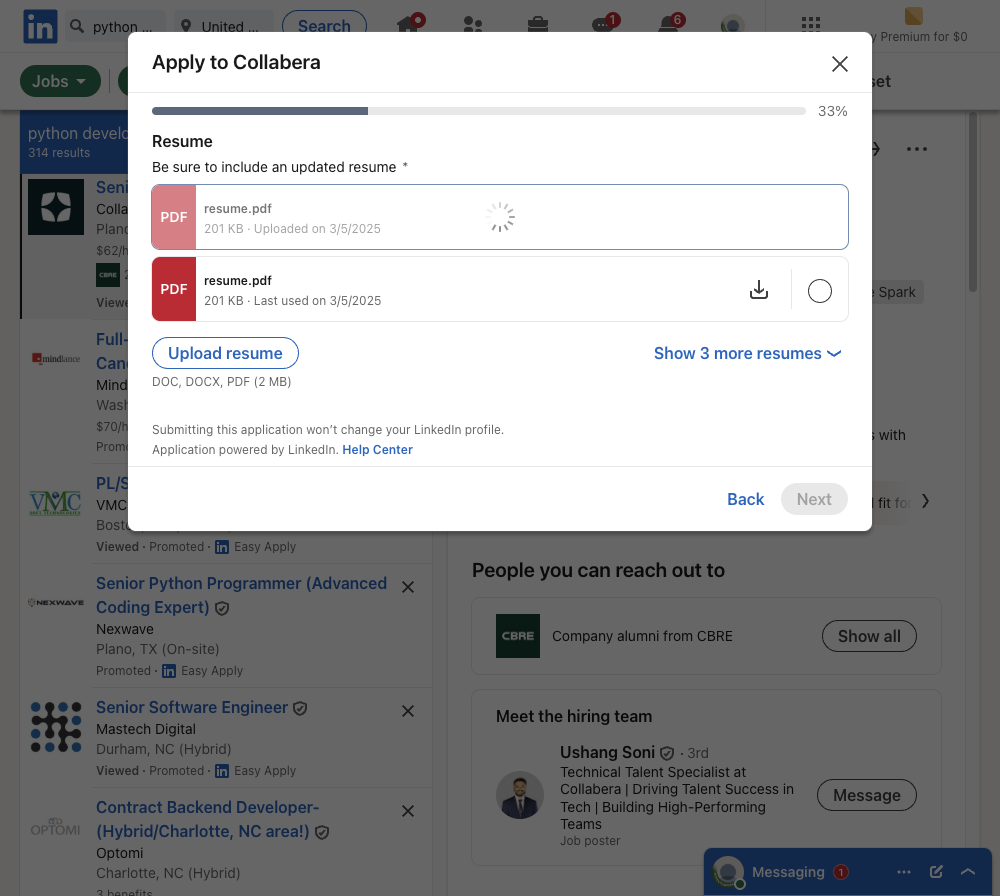 in
python ...
United ...
Search
1
6
y Premium for $0
Jobs
set
Apply to Collabera
33%
Resume
Be sure to include an updated resume *
PDF
resume.pdf
201 KB · Uploaded on 3/5/2025
PDF
resume.pdf
201 KB · Last used on 3/5/2025
Upload resume
Show 3 more resumes
DOC, DOCX, PDF (2 MB)
Submitting this application won't change your LinkedIn profile.
Application powered by LinkedIn. Help Center
Back
Next
python develo
314 results
Seni
Colla
Plano
$62/h
CBRE 2
Viewe
mindlance
Full-
Can
Mind
Wash
$70/h
Promo
VMC
PL/S
VMC
Bosto
Viewed · Promoted · in Easy Apply
NEXWAVE
Senior Python Programmer (Advanced
Coding Expert)
Nexwave
Plano, TX (On-site)
Promoted · in Easy Apply
Senior Software Engineer
Mastech Digital
Durham, NC (Hybrid)
Viewed · Promoted · in Easy Apply
OPTOMI
Contract Backend Developer-
(Hybrid/Charlotte, NC area!)
Optomi
Charlotte, NC (Hybrid)
3 benefits
e Spark
s with
l fit fo
People you can reach out to
CBRE
Company alumni from CBRE
Show all
Meet the hiring team
Ushang Soni · 3rd
Technical Talent Specialist at
Collabera | Driving Talent Success in
Tech | Building High-Performing
Teams
Job poster
Message
Messaging 1